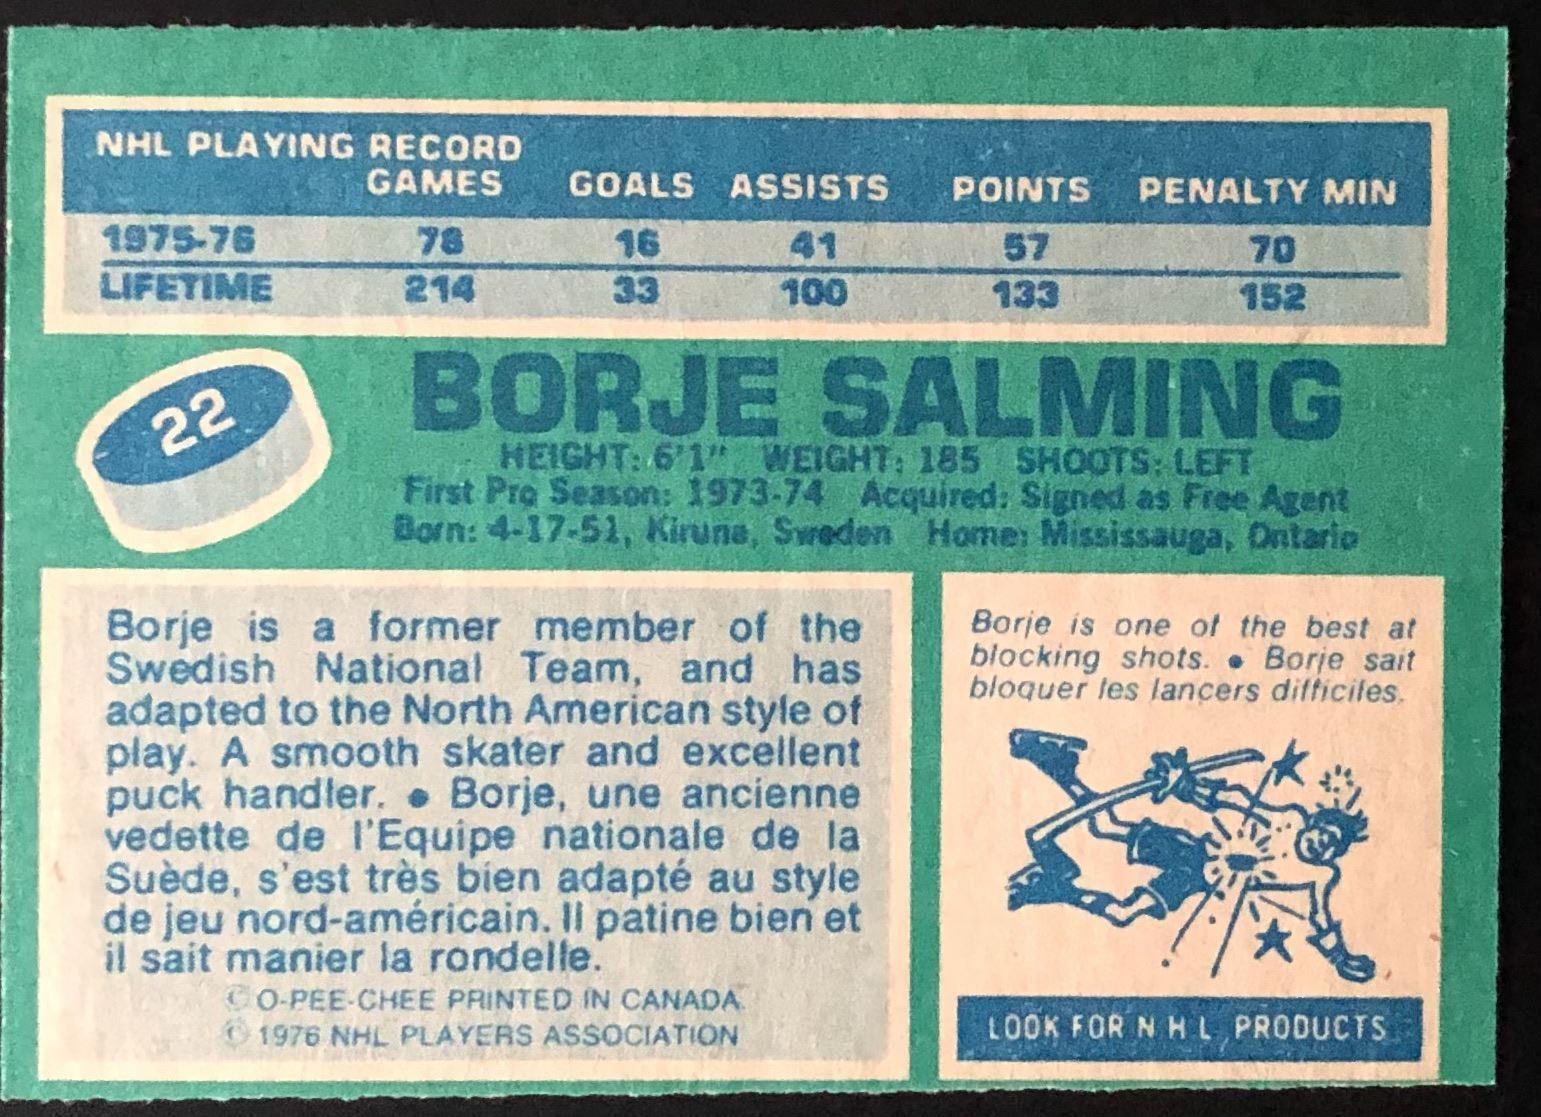 NHL PLAYING RECORD
GAMES GOALS ASSISTS POINTS PENALTY MIN
1975-76 78 16 41 57 70
LIFETIME 214 33 100 133 152
22
BORJE SALMING
HEIGHT: 6'1" WEIGHT: 185 SHOOTS: LEFT
First Pro Season: 1973-74 Acquired: Signed as Free Agent
Born: 4-17-51, Kiruna, Sweden Home: Mississauga, Ontario
Borje is a former member of the
Swedish National Team, and has
adapted to the North American style of
play. A smooth skater and excellent
puck handler. ● Borje, une ancienne
vedette de l'Equipe nationale de la
Suède, s'est très bien adapté au style
de jeu nord-américain. Il patine bien et
il sait manier la rondelle.
© O-PEE-CHEE PRINTED IN CANADA
© 1976 NHL PLAYERS ASSOCIATION
Borje is one of the best at
blocking shots. ● Borje sait
bloquer les lancers difficiles.
LOOK FOR N H L PRODUCTS